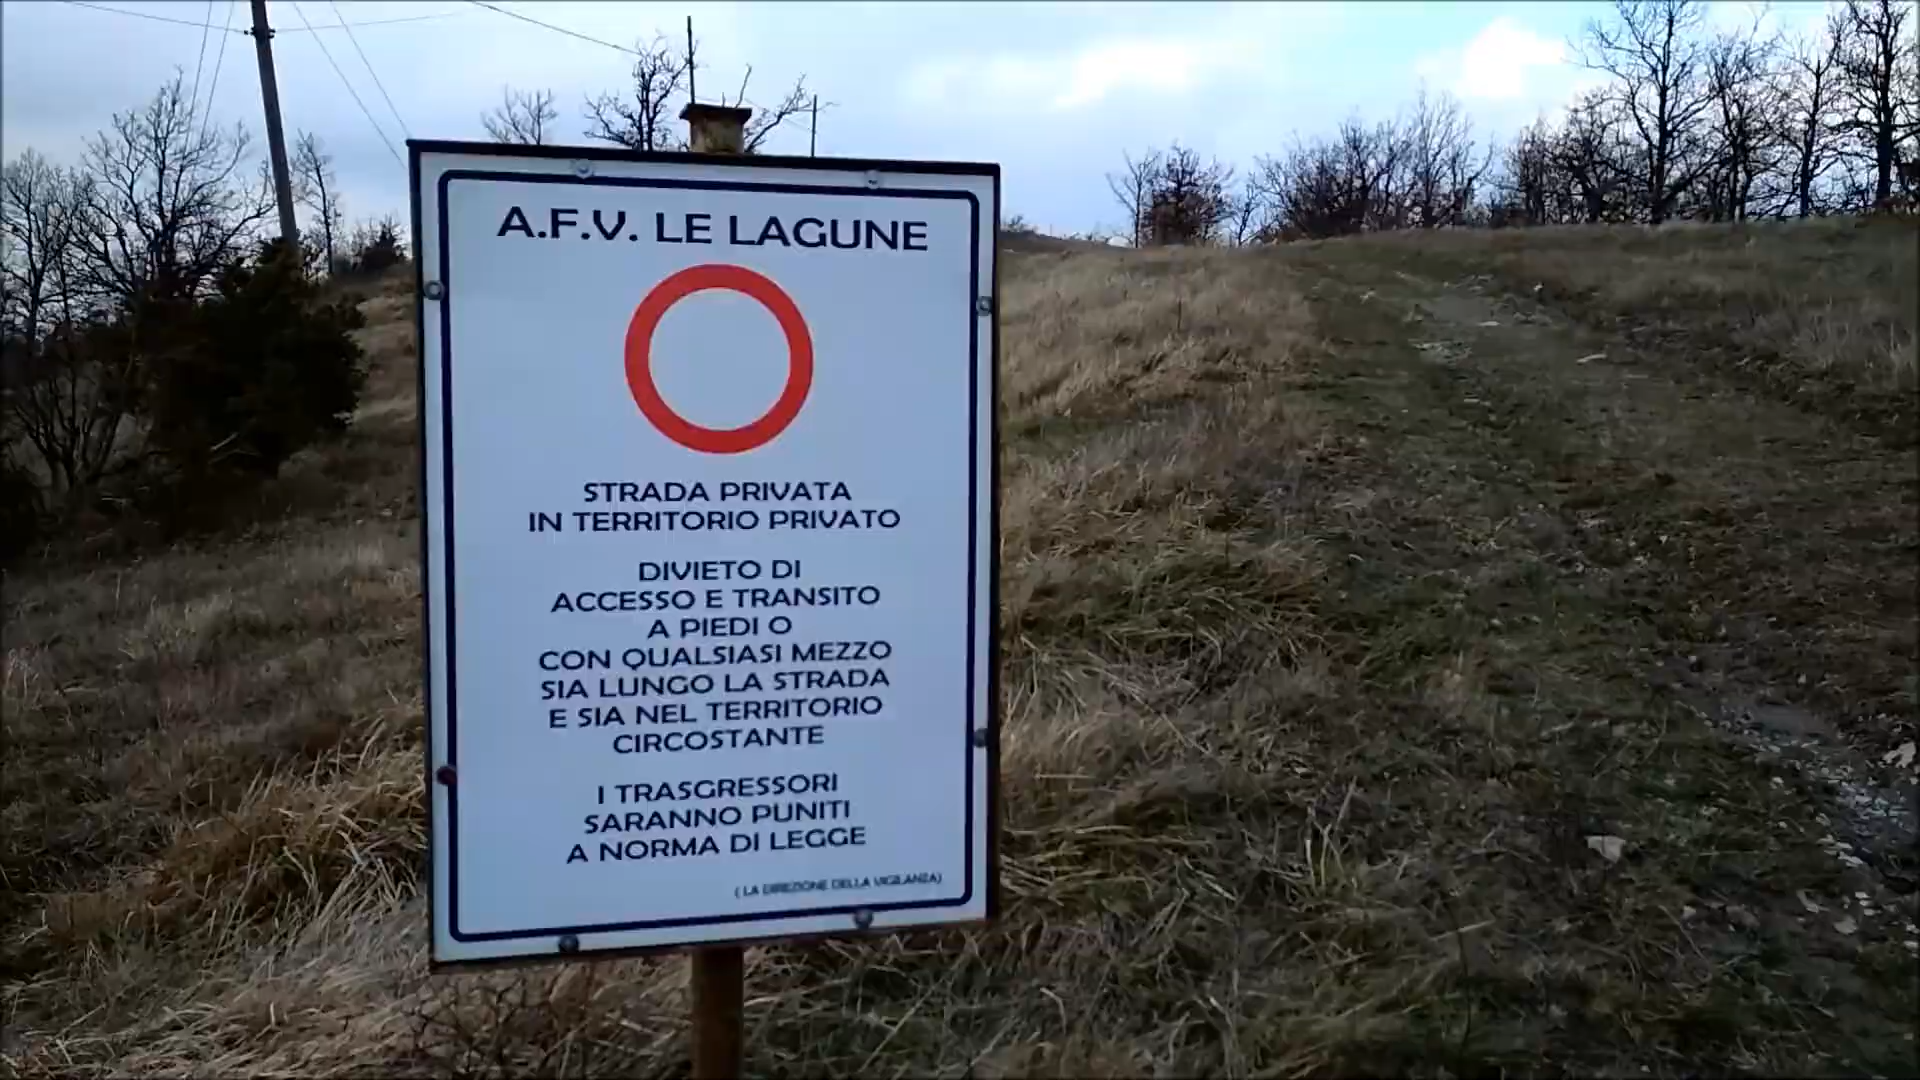 A.F.V. LE LAGUNE
STRADA PRIVATA
IN TERRITORIO PRIVATO
DIVIETO DI
ACCESSO E TRANSITO
A PIEDI O
CON QUALSIASI MEZZO
SIA LUNGO LA STRADA
E SIA NEL TERRITORIO
CIRCOSTANTE
I TRASGRESSORI
SARANNO PUNITI
A NORMA DI LEGGE
( LA DIREZIONE DELLA VIGILANZA)